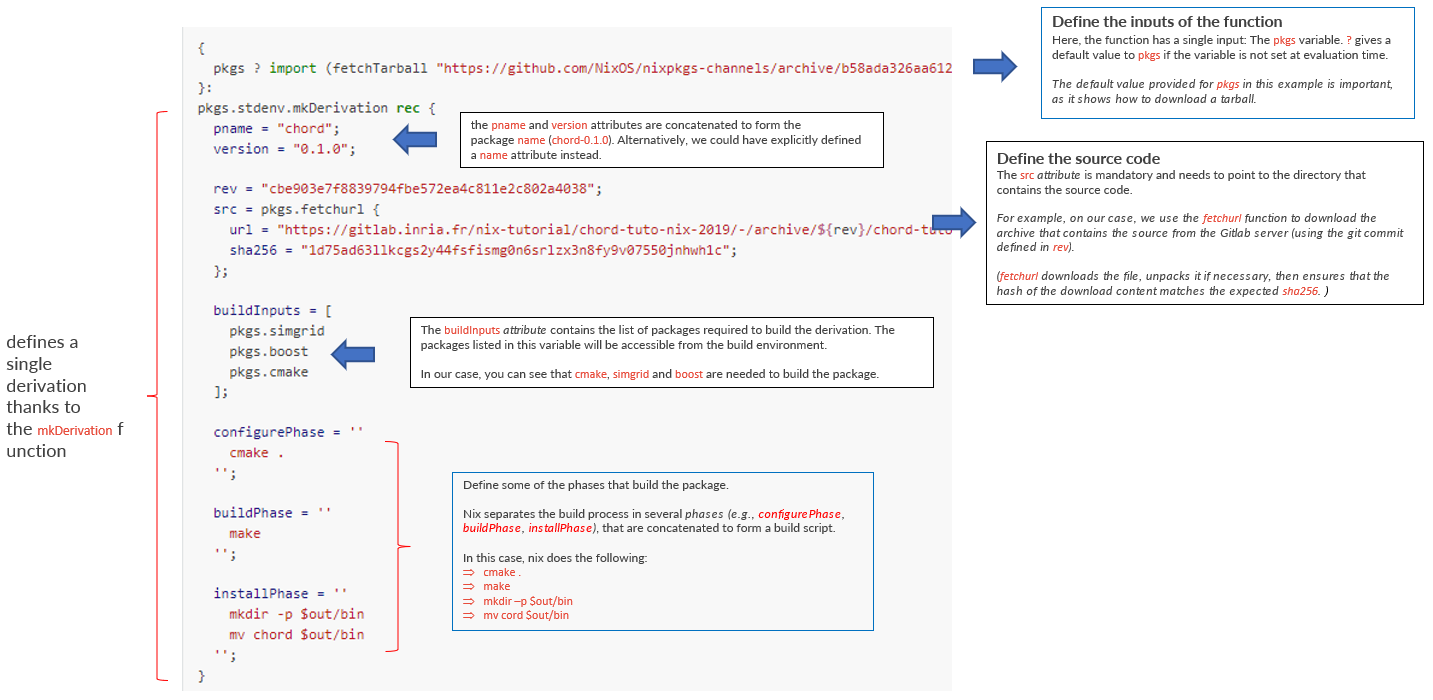 defines a
single
derivation
thanks to
the mkDerivation f
unction
{
pkgs ? import (fetchTarball "https://github.com/NixOS/nixpkgs-channels/archive/b58ada326aa612
}:
pkgs.stdenv.mkDerivation rec {
pname = "chord";
version = "0.1.0";
rev = "cbe903e7f8839794fbe572ea4c811e2c802a4038";
src = pkgs.fetchurl {
url = "https://gitlab.inria.fr/nix-tutorial/chord-tuto-nix-2019/-/archive/${rev}/chord-tuto
sha256 = "1d75ad63llkcgs2y44fsfismg0n6srlzx3n8fy9v07550jnhwh1c";
};
buildInputs = [
pkgs.simgrid
pkgs.boost
pkgs.cmake
];
configurePhase = ''
cmake .
'';
buildPhase = ''
make
'';
installPhase = ''
mkdir -p $out/bin
mv chord $out/bin
'';
}
Define the inputs of the function
Here, the function has a single input: The pkgs variable. ? gives a
default value to pkgs if the variable is not set at evaluation time.
The default value provided for pkgs in this example is important,
as it shows how to download a tarball.
the pname and version attributes are concatenated to form the
package name (chord-0.1.0). Alternatively, we could have explicitly defined
a name attribute instead.
Define the source code
The src attribute is mandatory and needs to point to the directory that
contains the source code.
For example, on our case, we use the fetchurl function to download the
archive that contains the source from the Gitlab server (using the git commit
defined in rev).
(fetchurl downloads the file, unpacks it if necessary, then ensures that the
hash of the download content matches the expected sha256. )
The buildInputs attribute contains the list of packages required to build the derivation. The
packages listed in this variable will be accessible from the build environment.
In our case, you can see that cmake, simgrid and boost are needed to build the package.
Define some of the phases that build the package.
Nix separates the build process in several phases (e.g., configurePhase,
buildPhase, installPhase), that are concatenated to form a build script.
In this case, nix does the following:
⇒ cmake .
⇒ make
⇒ mkdir –p $out/bin
⇒ mv cord $out/bin